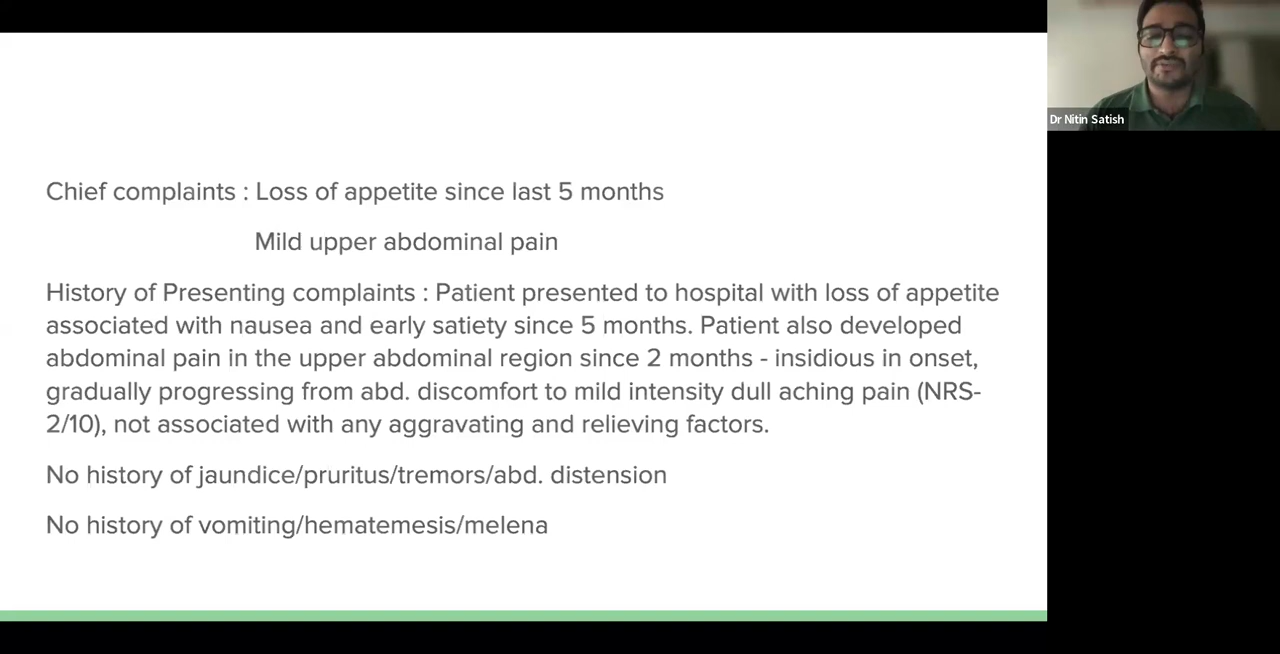 Dr Nitin Satish
Chief complaints : Loss of appetite since last 5 months
Mild upper abdominal pain
History of Presenting complaints : Patient presented to hospital with loss of appetite
associated with nausea and early satiety since 5 months. Patient also developed
abdominal pain in the upper abdominal region since 2 months - insidious in onset,
gradually progressing from abd. discomfort to mild intensity dull aching pain (NRS-
2/10), not associated with any aggravating and relieving factors.
No history of jaundice/pruritus/tremors/abd. distension
No history of vomiting/hematemesis/melena